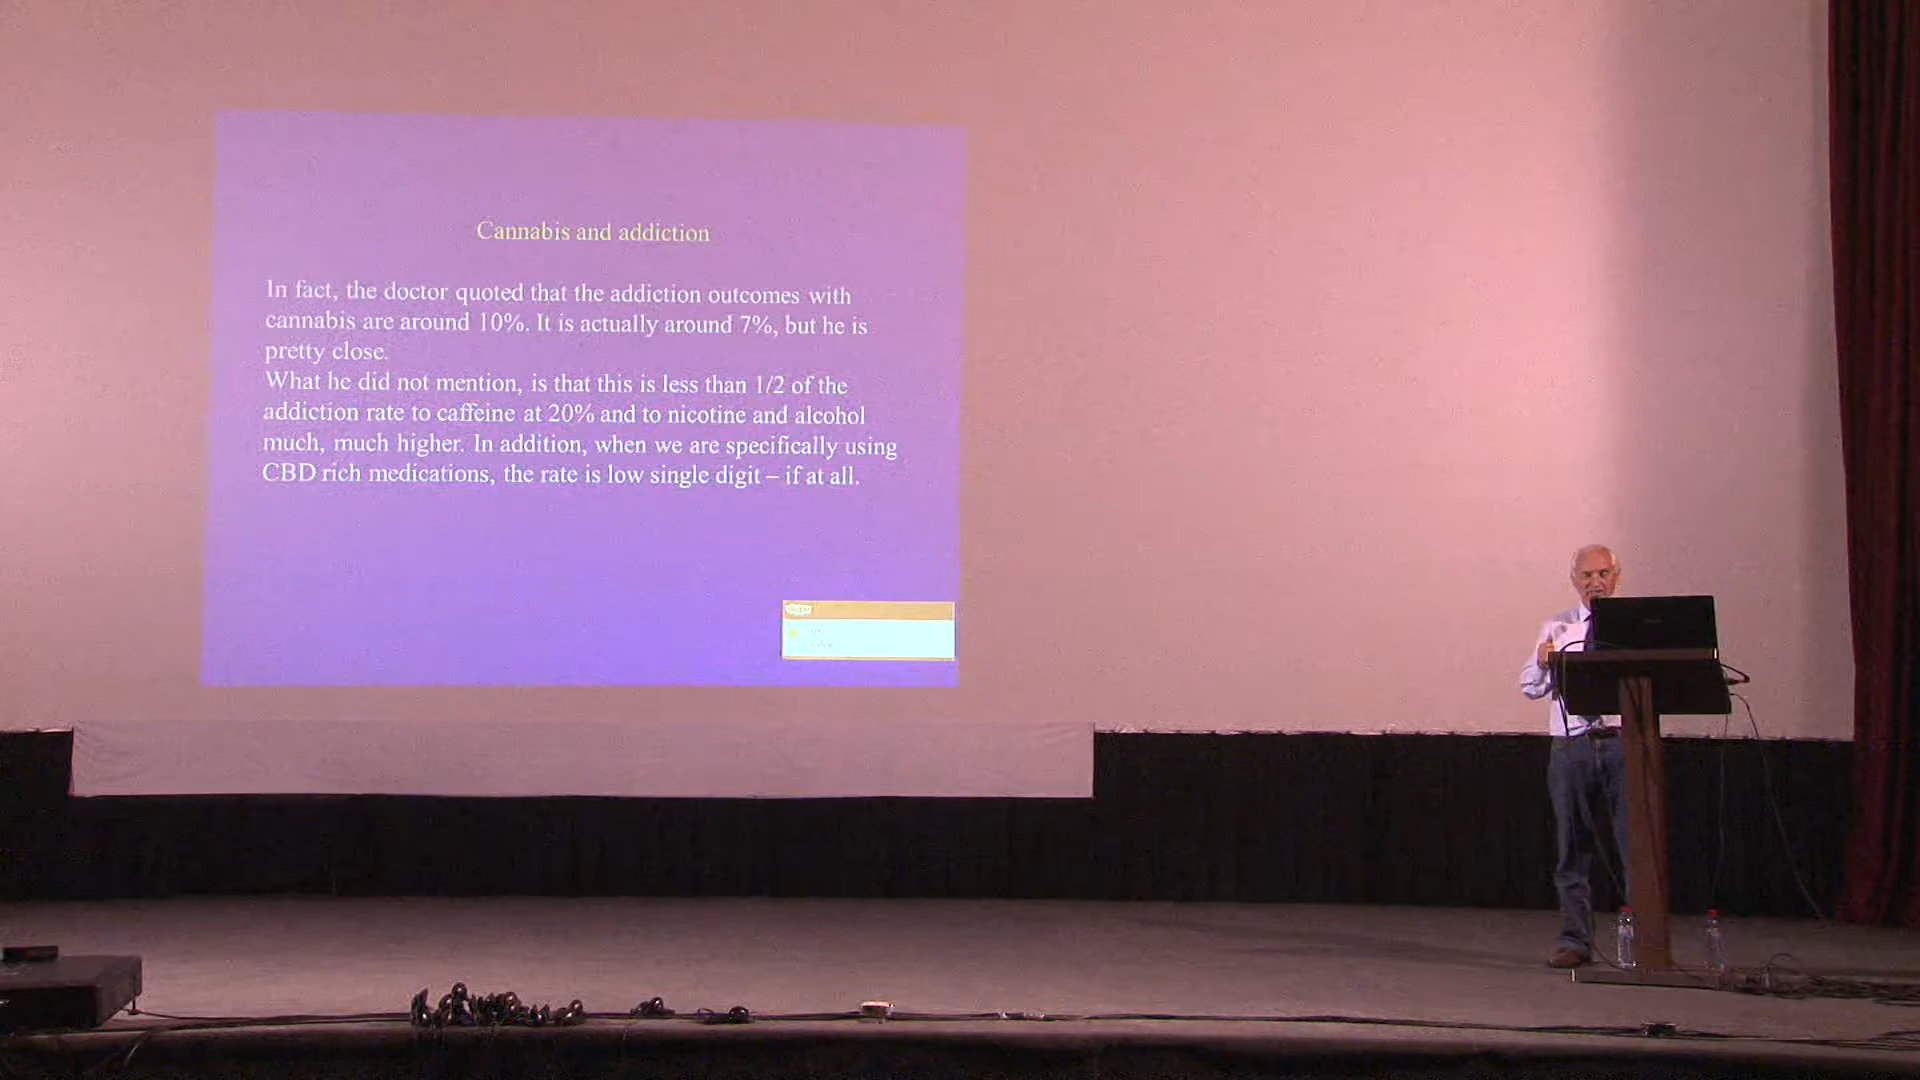 Cannabis and addiction
In fact, the doctor quoted that the addiction outcomes with
cannabis are around 10%. It is actually around 7%, but he is
pretty close.
What he did not mention, is that this is less than 1/2 of the
addiction rate to caffeine at 20% and to nicotine and alcohol
much, much higher. In addition, when we are specifically using
CBD rich medications, the rate is low single digit – if at all.